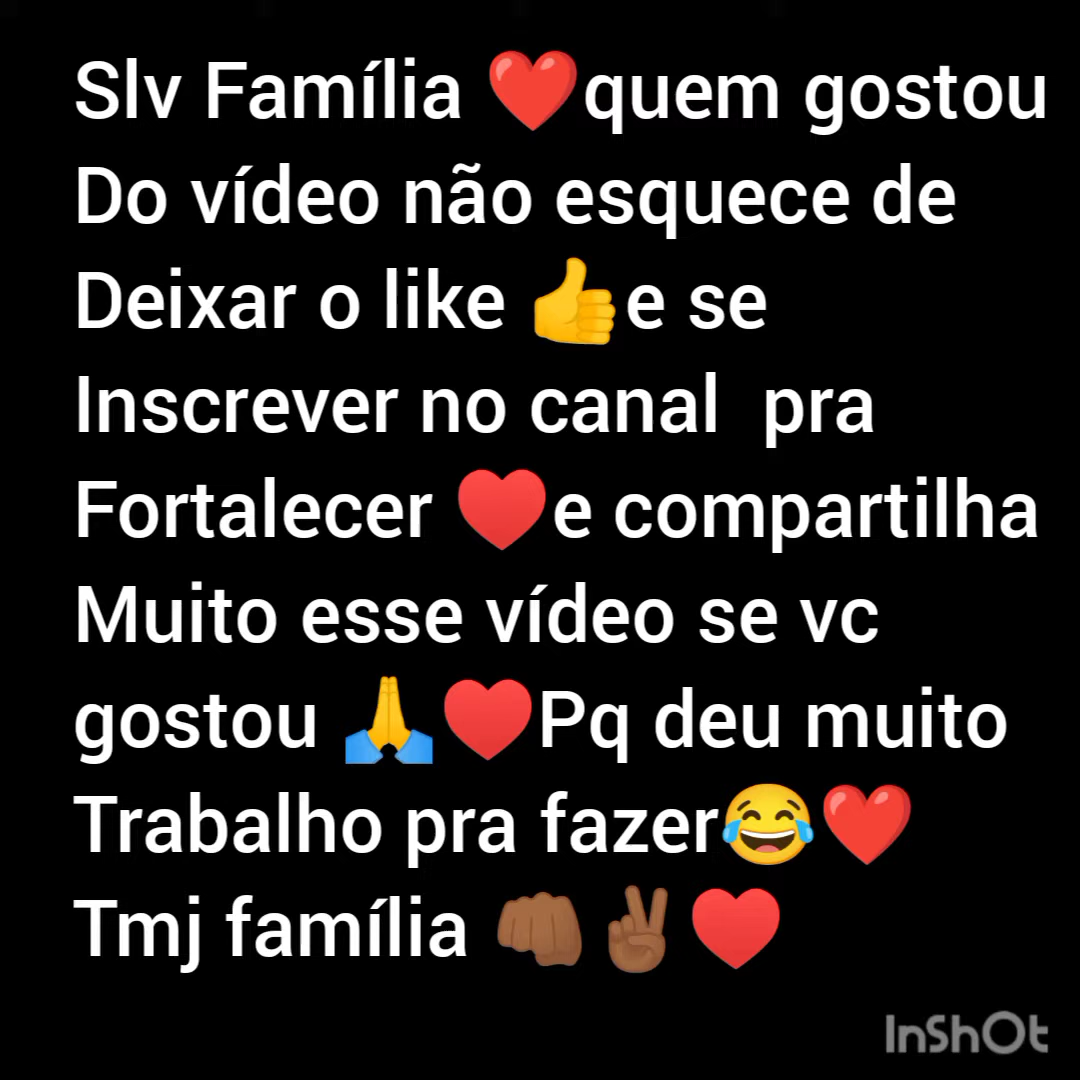 Slv Família ❤️quem gostou
Do vídeo não esquece de
Deixar o like 👍e se
Inscrever no canal  pra
Fortalecer ♥️e compartilha
Muito esse vídeo se vc
gostou 🙏♥️Pq deu muito
Trabalho pra fazer😂❤️
Tmj família 👊🏾✌🏾♥️
InShOt